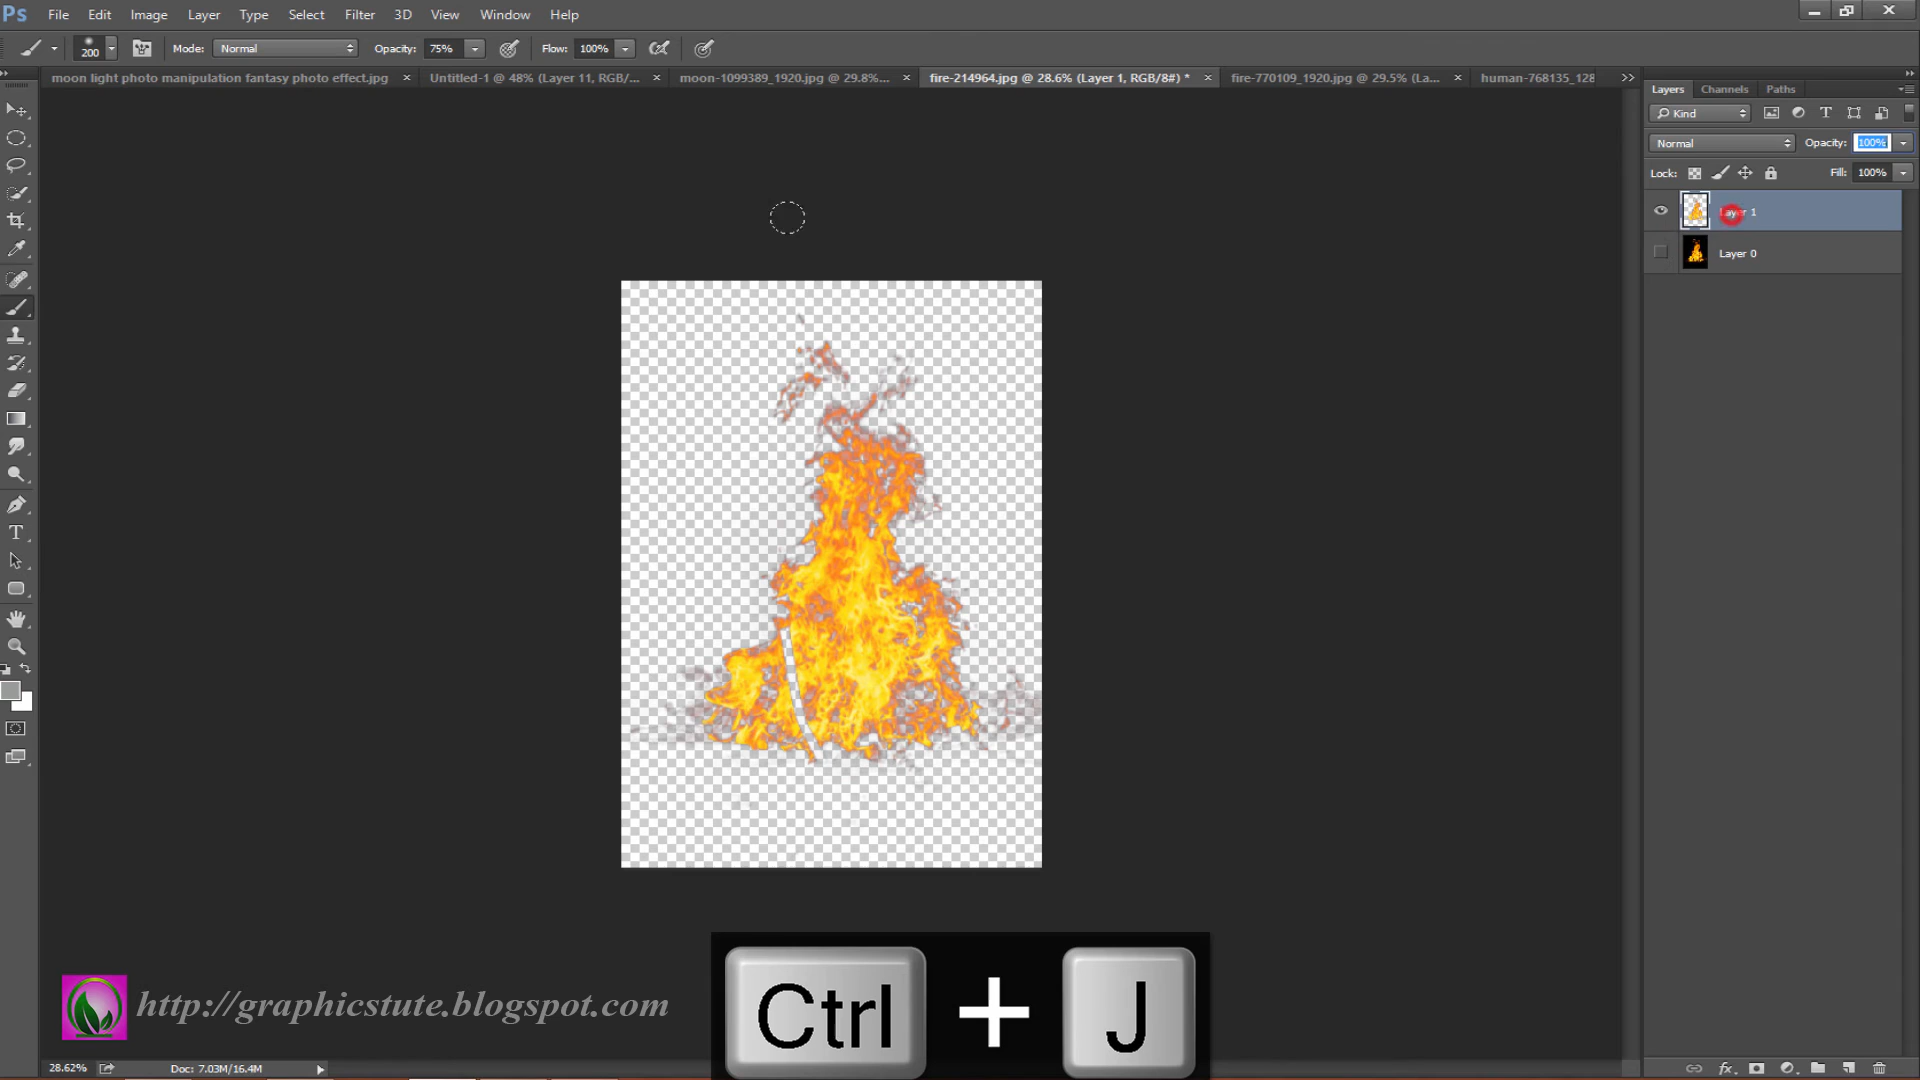 Ps File Edit Image Layer Type Select Filter 3D View Window Help
200 Mode: Normal Opacity: 75% Flow: 100%
moon light photo manipulation fantasy photo effect.jpg × Untitled-1 @ 48% (Layer 11, RGB/... × moon-1099389_1920.jpg @ 29.8%... × fire-214964.jpg @ 28.6% (Layer 1, RGB/8#) * × fire-770109_1920.jpg @ 29.5% (La... × human-768135_128
Layers Channels Paths
Kind
Normal Opacity: 100%
Lock: Fill: 100%
Layer 1
Layer 0
http://graphicstute.blogspot.com
Ctrl + J
28.62% Doc: 7.03M/16.4M